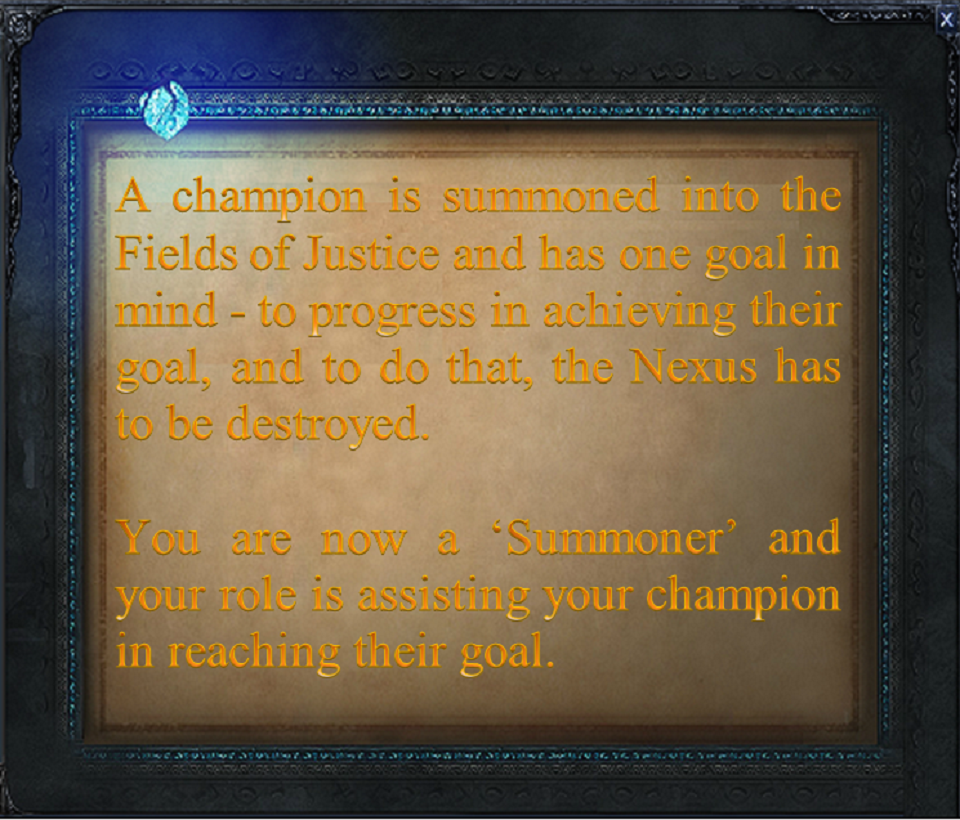 A champion is summoned into the
Fields of Justice and has one goal in
mind - to progress in achieving their
goal, and to do that, the Nexus has
to be destroyed.
You are now a ‘Summoner’ and
your role is assisting your champion
in reaching their goal.
X